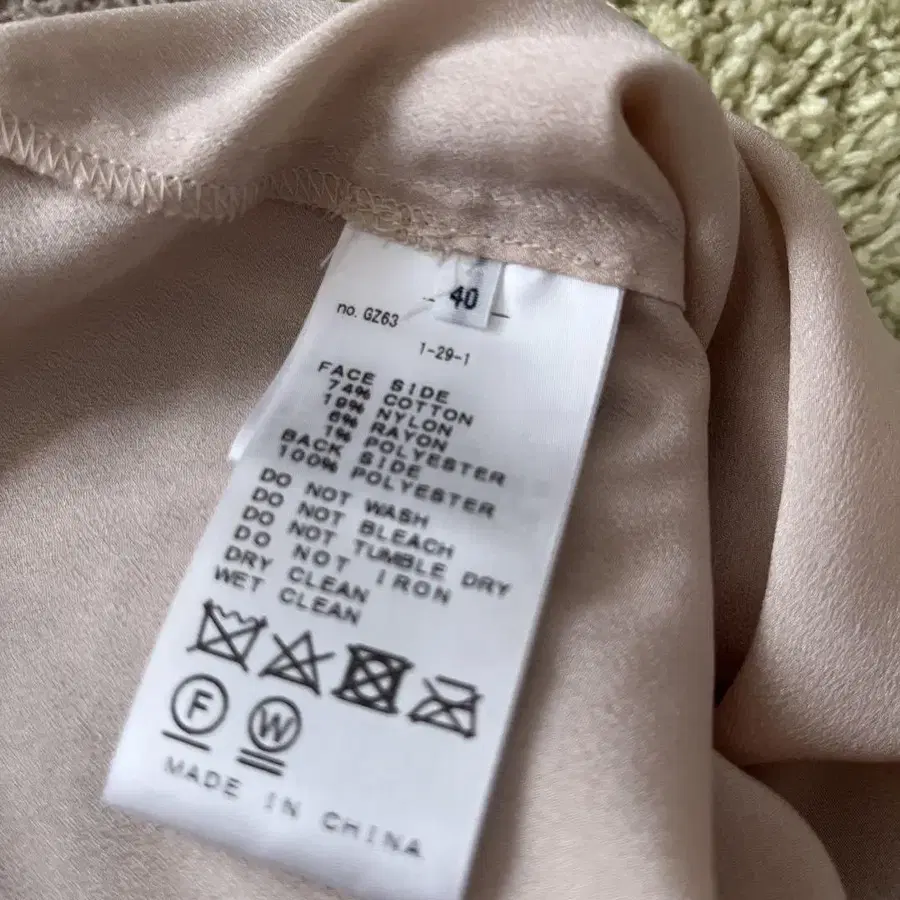 40
no. GZ63
1-29-1
FACE SIDE
74% COTTON
19% NYLON
6% RAYON
1% POLYESTER
BACK SIDE
100% POLYESTER
DO NOT WASH
DO NOT BLEACH
DO NOT TUMBLE DRY
DO NOT IRON
DRY CLEAN
WET CLEAN
F
W
MADE IN CHINA